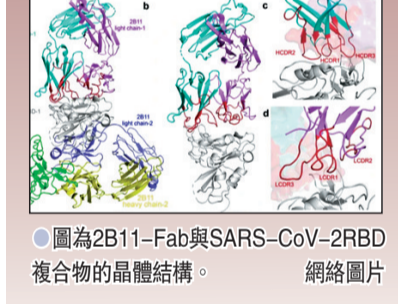 b
c
2B11
light chain-1
HCDR2
HCDR1
HCDR3
d
2B11
light chain-2
LCDR2
LCDR3
LCDR1
2B11
heavy chain-2
圖為2B11–Fab與SARS–CoV–2RBD
複合物的晶體結構。 網絡圖片